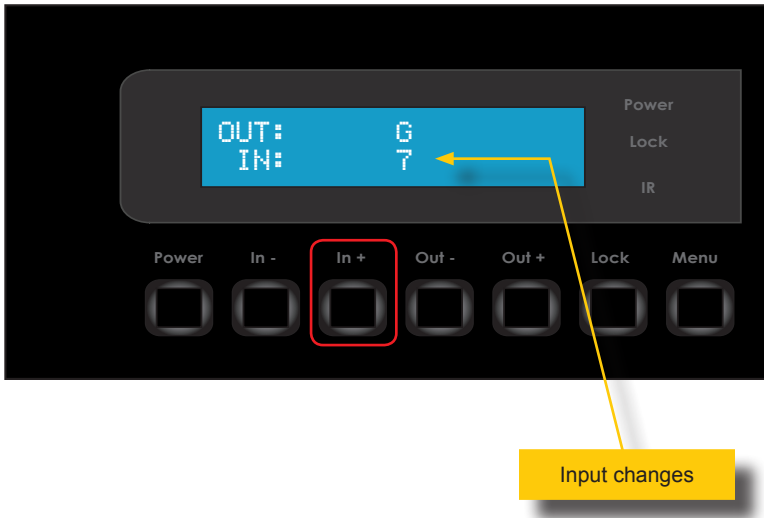 Power
OUT: G
Lock
IN: 7
IR
Power In - In + Out - Out + Lock Menu
Input changes